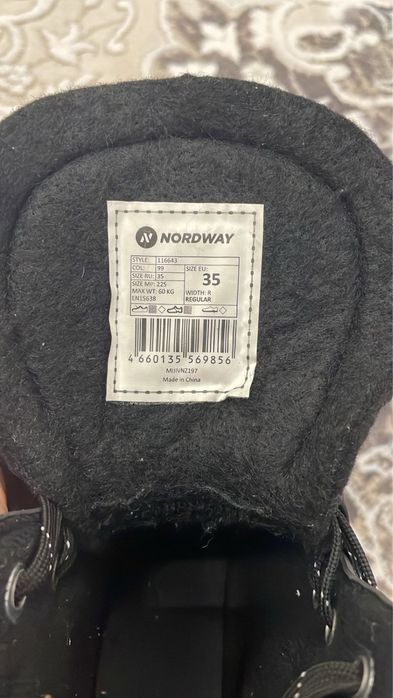 NORDWAY
STYLE: 116643
COL: 99
SIZE RU: 35
SIZE MP: 225
MAX WT: 60 KG
EN15638
SIZE EU:
35
WIDTH: R
REGULAR
4 660135 569856
MIJNNZ197
Made in China